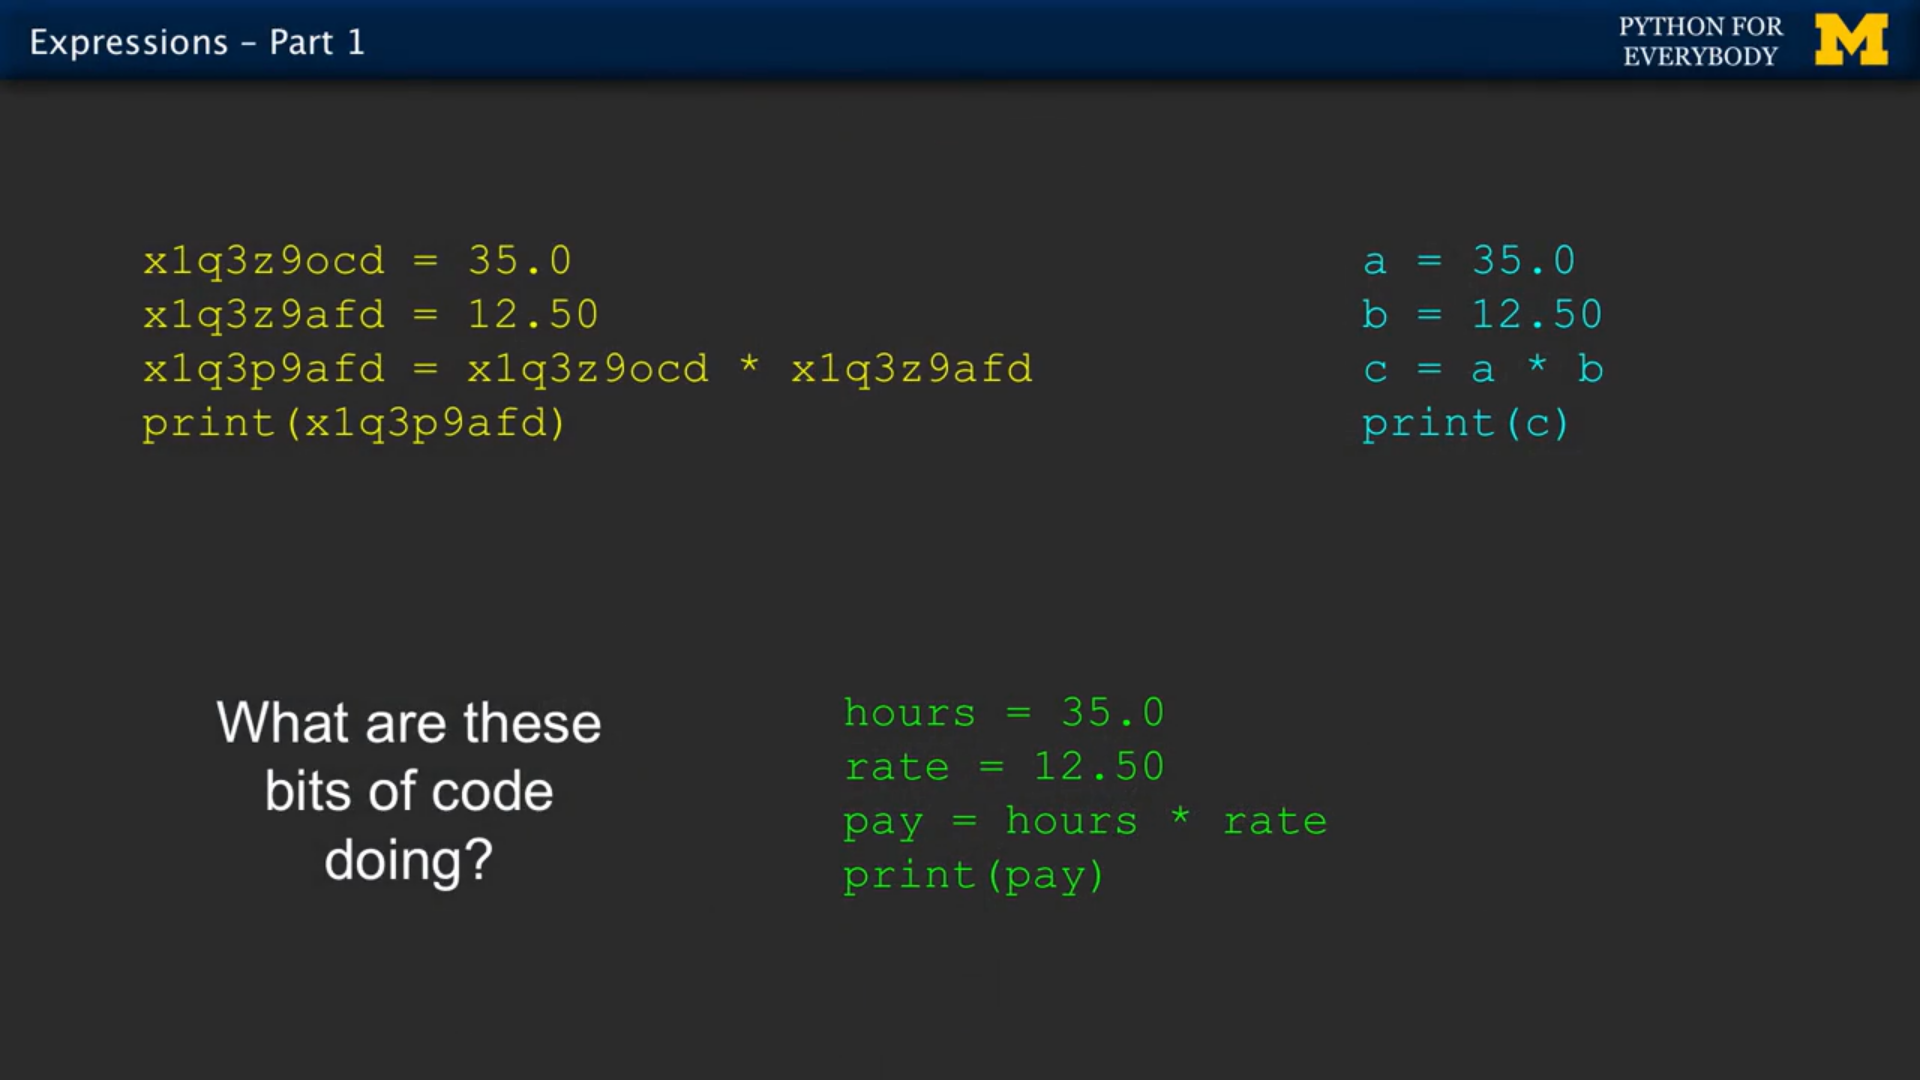 Expressions – Part 1
PYTHON FOR
EVERYBODY
M
x1q3z9ocd = 35.0
x1q3z9afd = 12.50
x1q3p9afd = x1q3z9ocd * x1q3z9afd
print(x1q3p9afd)
a = 35.0
b = 12.50
c = a * b
print(c)
What are these
bits of code
doing?
hours = 35.0
rate = 12.50
pay = hours * rate
print(pay)